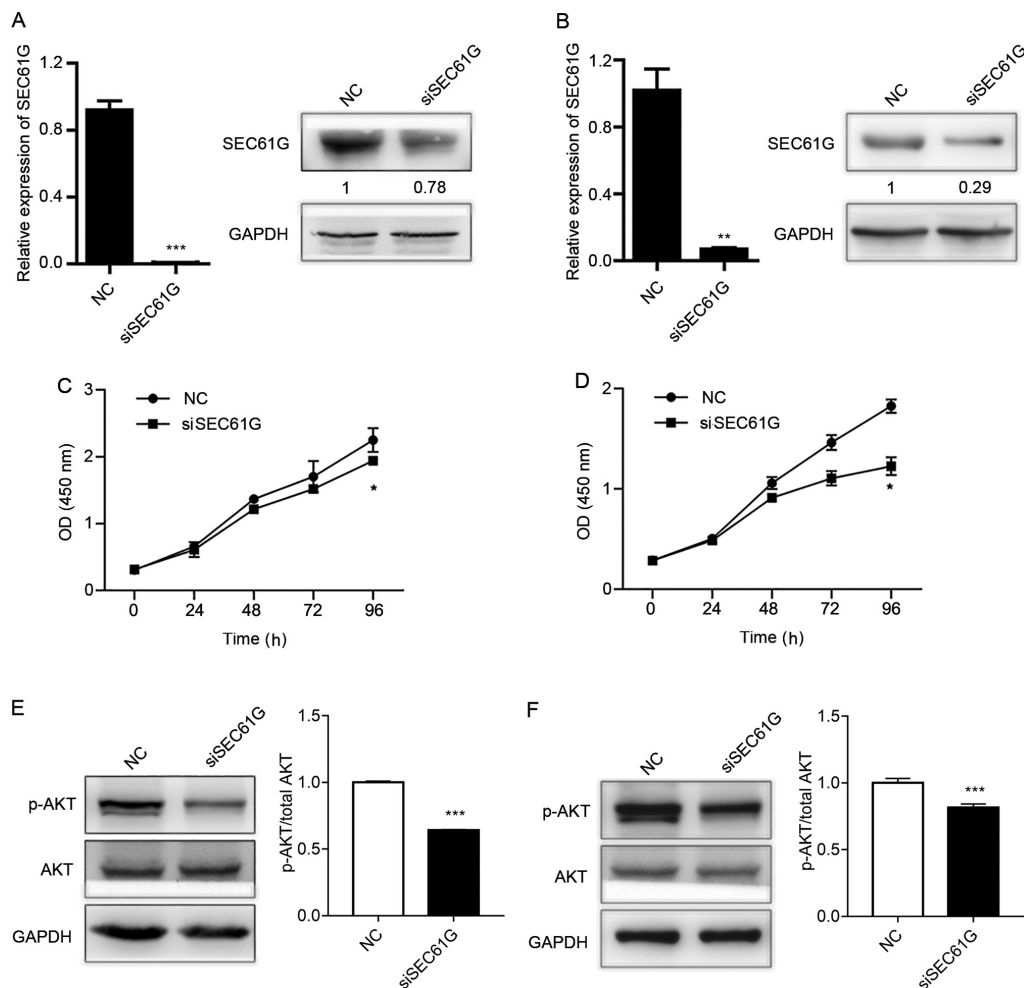 A
Relative expression of SEC61G
1.2
0.8
0.4
0.0
***
NC
siSEC61G
NC
siSEC61G
SEC61G
1
0.78
GAPDH
B
Relative expression of SEC61G
1.2
0.8
0.4
0.0
**
NC
siSEC61G
NC
siSEC61G
SEC61G
1
0.29
GAPDH
C
OD (450 nm)
3
2
1
0
NC
siSEC61G
*
0
24
48
72
96
Time (h)
D
OD (450 nm)
2
1
0
NC
siSEC61G
*
0
24
48
72
96
Time (h)
E
NC
siSEC61G
p-AKT
AKT
GAPDH
p-AKT/total AKT
1.5
1.0
0.5
0.0
***
NC
siSEC61G
F
NC
siSEC61G
p-AKT
AKT
GAPDH
p-AKT/total AKT
1.5
1.0
0.5
0.0
***
NC
siSEC61G